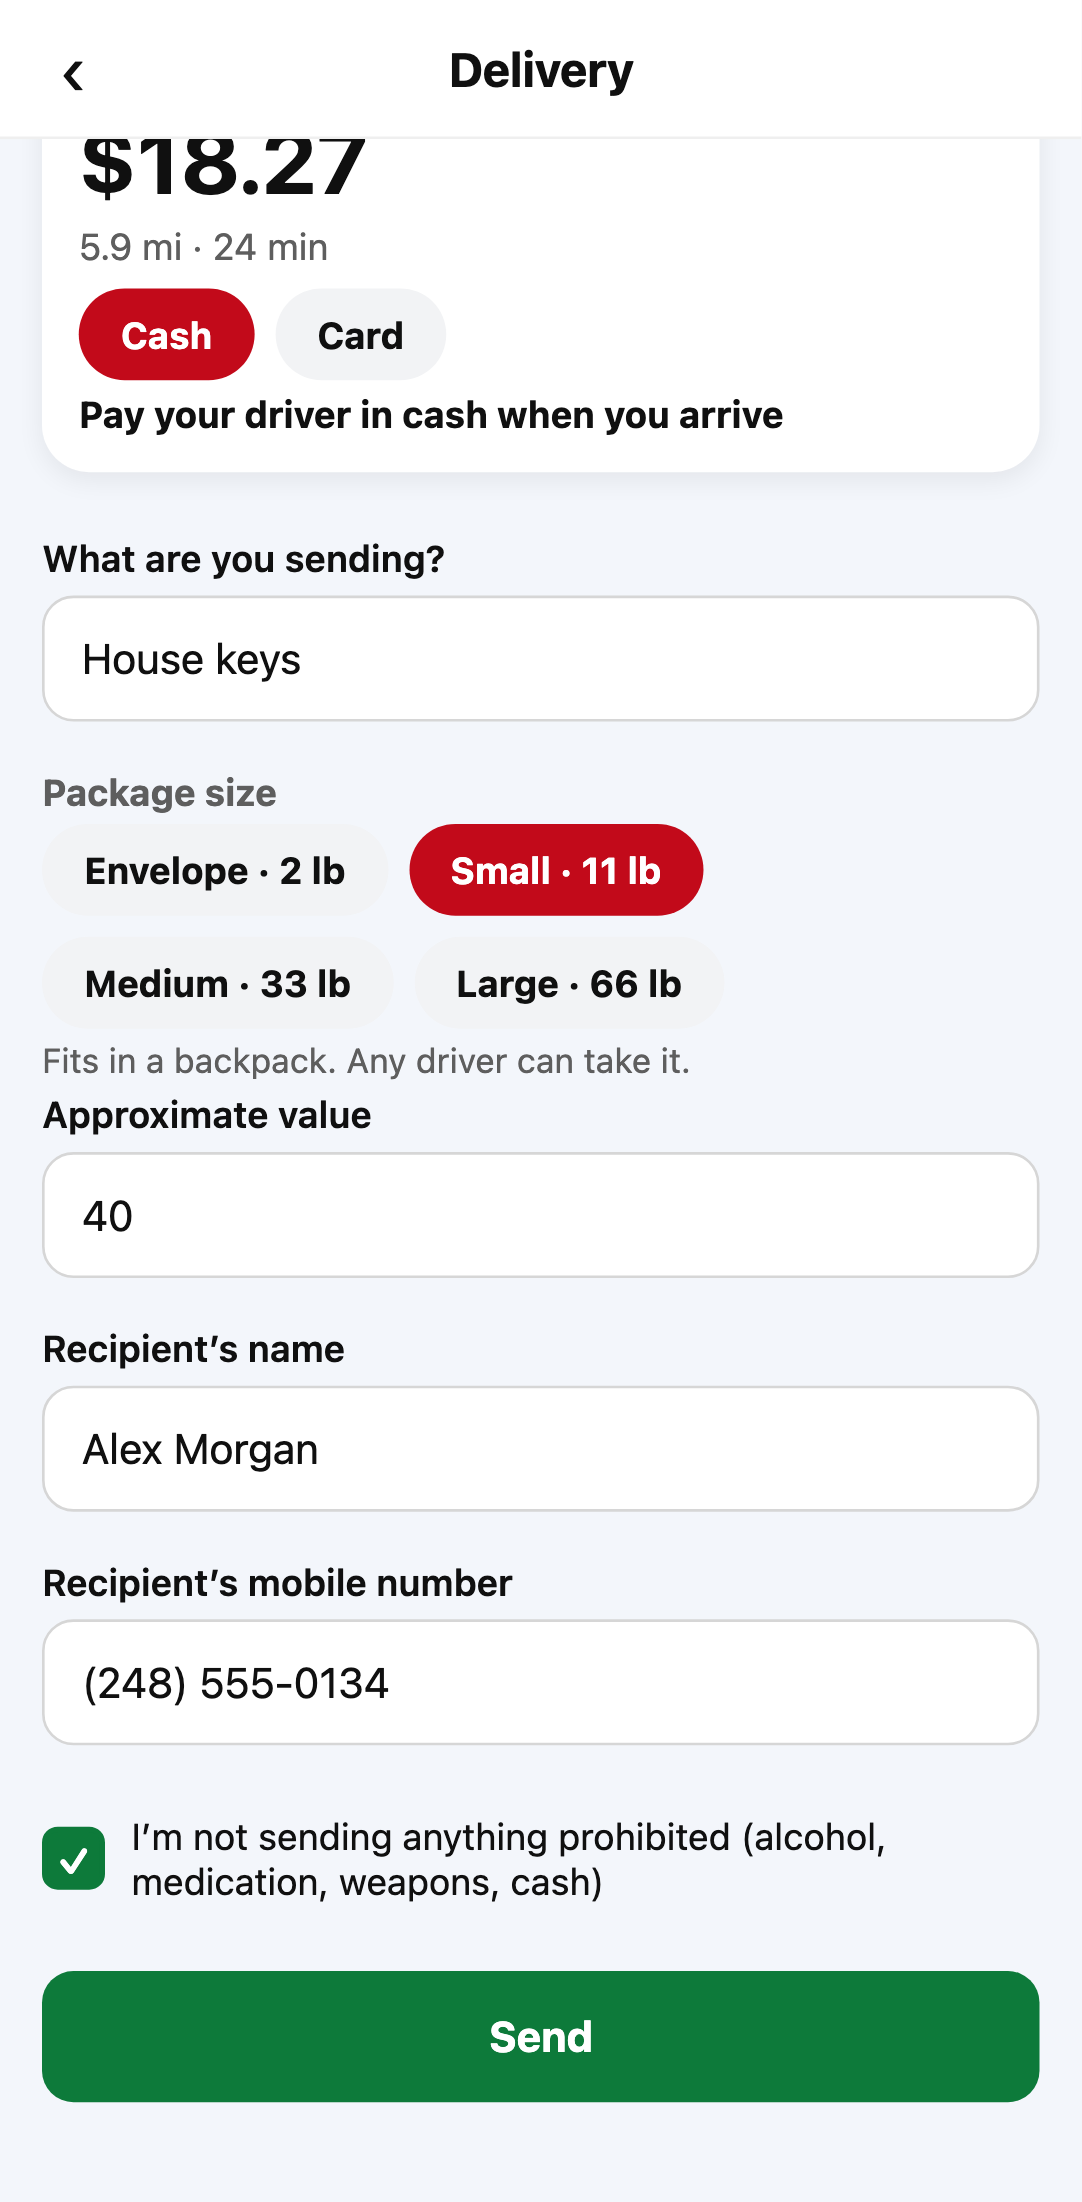 Delivery
$18.27
5.9 mi · 24 min
Cash
Card
Pay your driver in cash when you arrive
What are you sending?
House keys
Package size
Envelope · 2 lb
Small · 11 lb
Medium · 33 lb
Large · 66 lb
Fits in a backpack. Any driver can take it.
Approximate value
40
Recipient’s name
Alex Morgan
Recipient’s mobile number
(248) 555-0134
I’m not sending anything prohibited (alcohol,
medication, weapons, cash)
Send